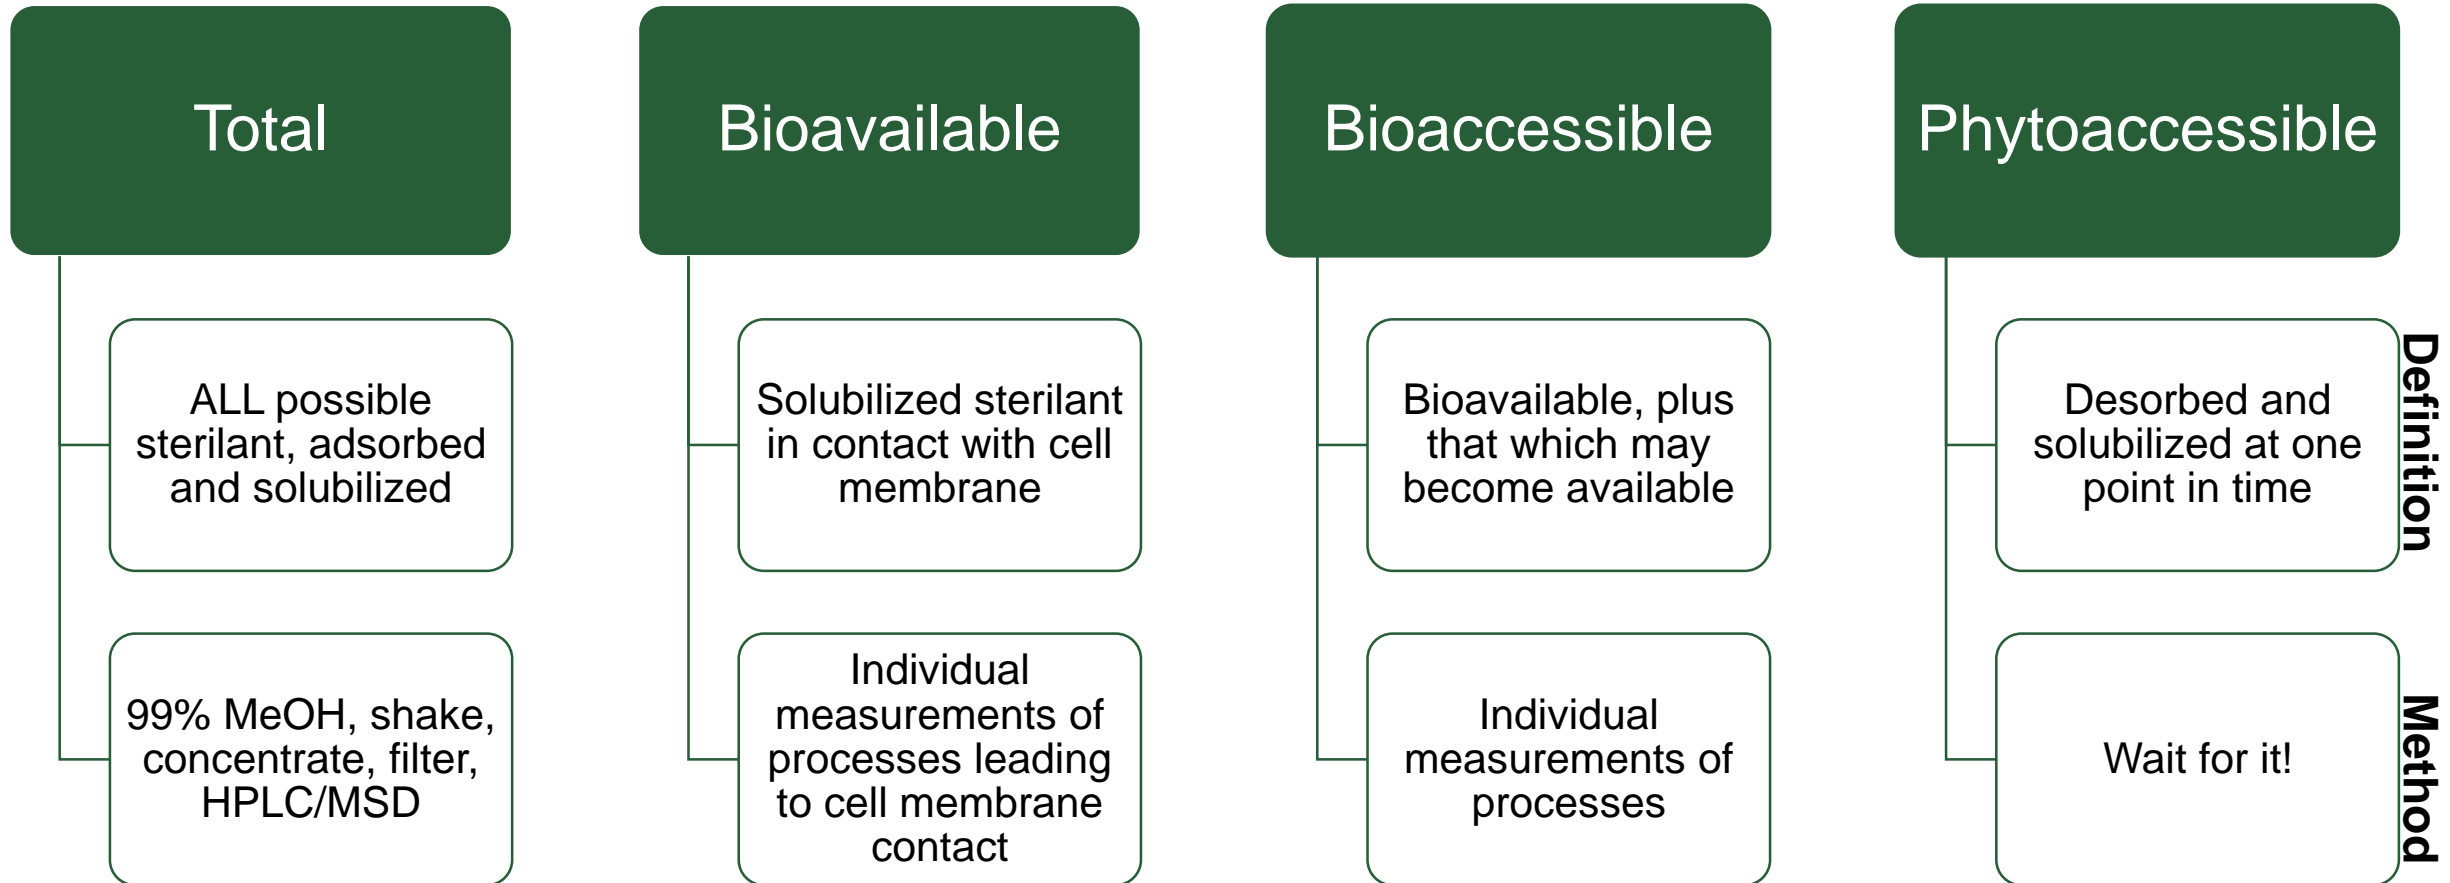 Total
ALL possible
sterilant, adsorbed
and solubilized
99% MeOH, shake,
concentrate, filter,
HPLC/MSD
Bioavailable
Solubilized sterilant
in contact with cell
membrane
Individual
measurements of
processes leading
to cell membrane
contact
Bioaccessible
Bioavailable, plus
that which may
become available
Individual
measurements of
processes
Phytoaccessible
Desorbed and
solubilized at one
point in time
Wait for it!
Definition
Method